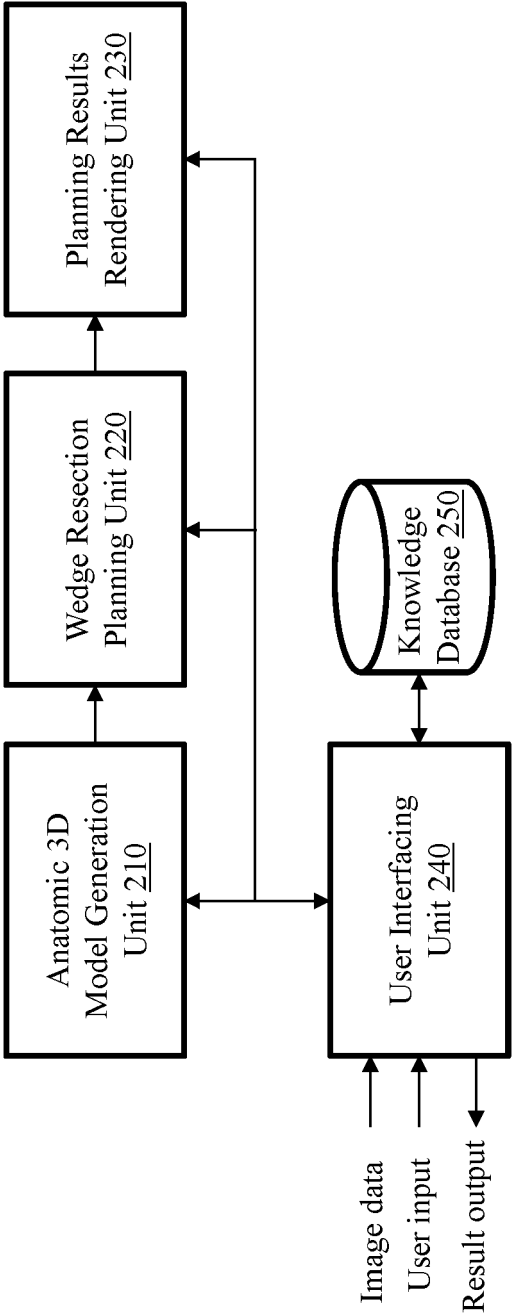 Anatomic 3D
Model Generation
Unit 210
Wedge Resection
Planning Unit 220
Planning Results
Rendering Unit 230
Image data
User input
Result output
User Interfacing
Unit 240
Knowledge
Database 250